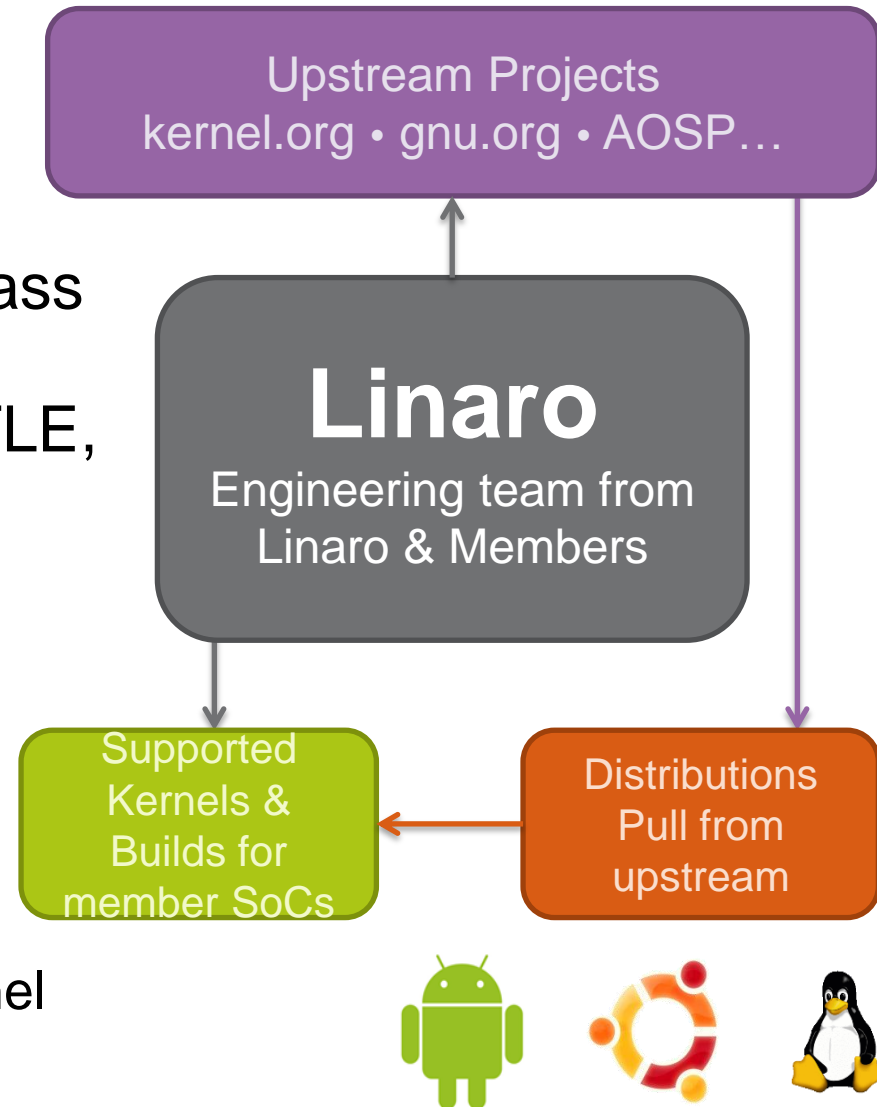 Upstream Projects
kernel.org • gnu.org • AOSP…
Linaro
Engineering team from
Linaro & Members
Supported
Kernels &
Builds for
member SoCs
Distributions
Pull from
upstream